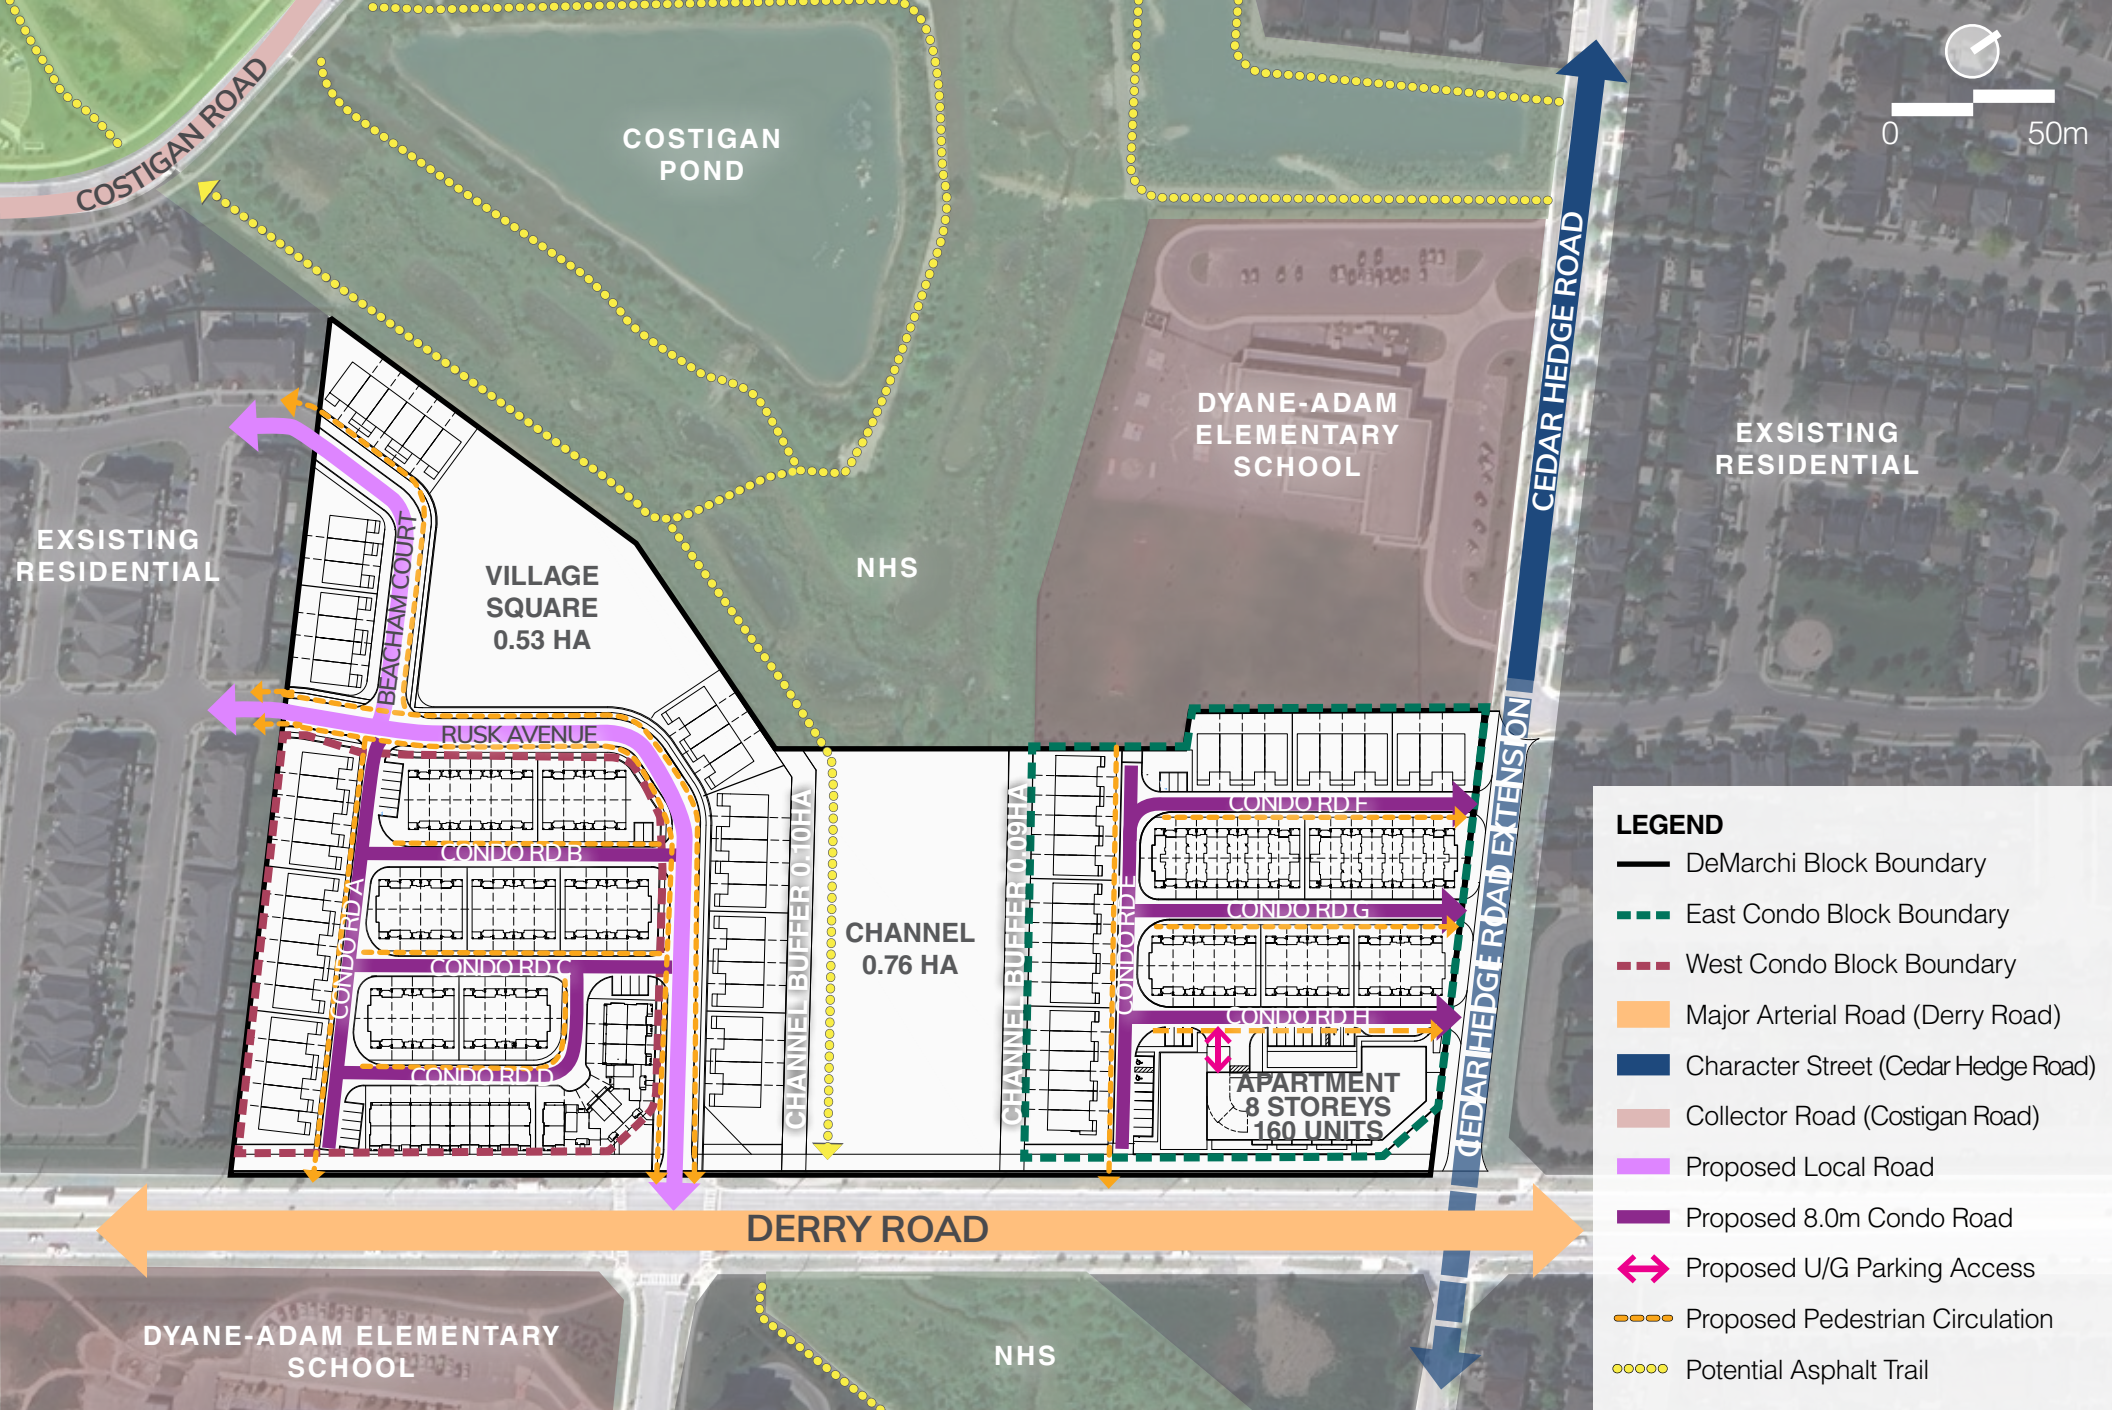 COSTIGAN ROAD
COSTIGAN
POND
0 50m
CEDAR HEDGE ROAD
DYANE-ADAM
ELEMENTARY
SCHOOL
EXSISTING
RESIDENTIAL
EXSISTING
RESIDENTIAL
NHS
VILLAGE
SQUARE
0.53 HA
BEACHAM COURT
RUSK AVENUE
CONDO RD A
CONDO RD B
CONDO RD C
CONDO RD D
CHANNEL BUFFER 0.10HA
CHANNEL
0.76 HA
CHANNEL BUFFER 0.09HA
CONDO RD E
CONDO RD F
CONDO RD G
CONDO RD H
APARTMENT
8 STOREYS
160 UNITS
CEDAR HEDGE ROAD EXTENSION
DERRY ROAD
DYANE-ADAM ELEMENTARY
SCHOOL
NHS
LEGEND
DeMarchi Block Boundary
East Condo Block Boundary
West Condo Block Boundary
Major Arterial Road (Derry Road)
Character Street (Cedar Hedge Road)
Collector Road (Costigan Road)
Proposed Local Road
Proposed 8.0m Condo Road
Proposed U/G Parking Access
Proposed Pedestrian Circulation
Potential Asphalt Trail